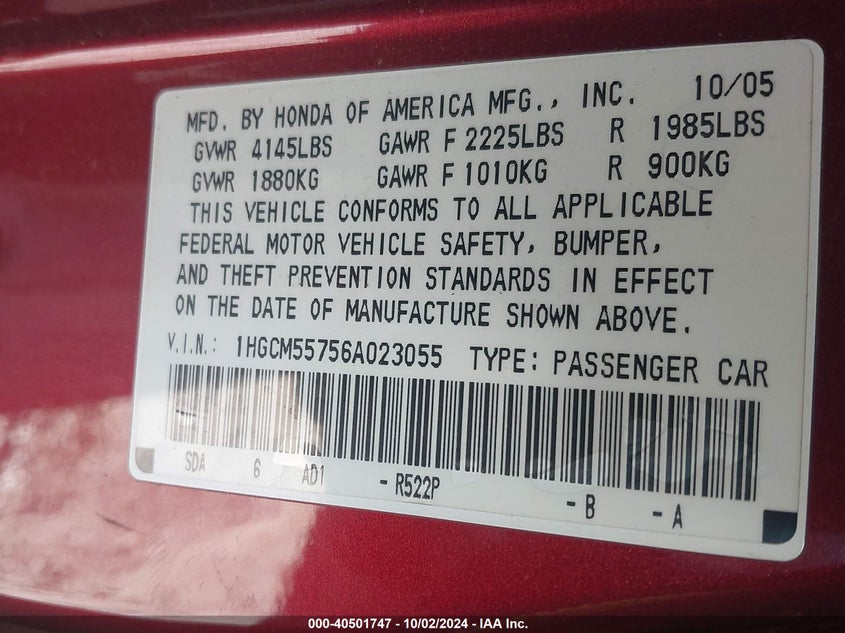 MFD. BY HONDA OF AMERICA MFG., INC. 10/05
GVWR 4145LBS GAWR F 2225LBS R 1985LBS
GVWR 1880KG GAWR F 1010KG R 900KG
THIS VEHICLE CONFORMS TO ALL APPLICABLE
FEDERAL MOTOR VEHICLE SAFETY, BUMPER,
AND THEFT PREVENTION STANDARDS IN EFFECT
ON THE DATE OF MANUFACTURE SHOWN ABOVE.
V.I.N.: 1HGCM55756A023055 TYPE: PASSENGER CAR
SDA 6 AD1 - R522P - B - A
000-40501747 - 10/02/2024 - IAA Inc.